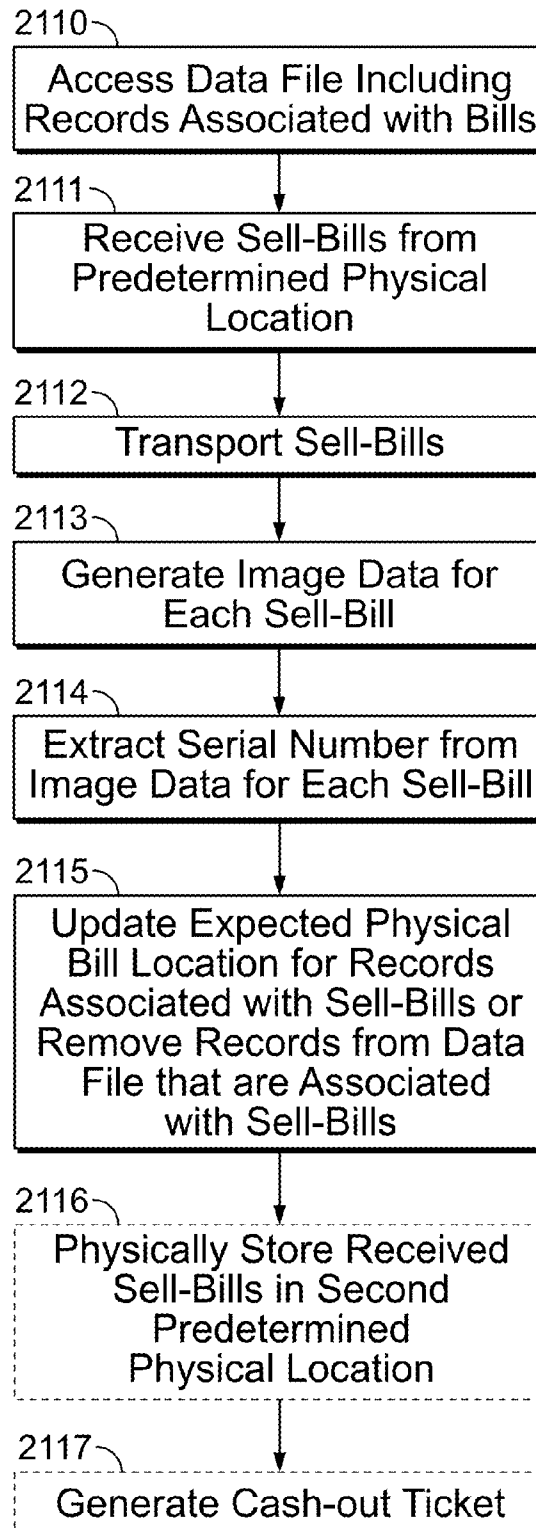 2110
Access Data File Including
Records Associated with Bills
2111
Receive Sell-Bills from
Predetermined Physical
Location
2112
Transport Sell-Bills
2113
Generate Image Data for
Each Sell-Bill
2114
Extract Serial Number from
Image Data for Each Sell-Bill
2115
Update Expected Physical
Bill Location for Records
Associated with Sell-Bills or
Remove Records from Data
File that are Associated
with Sell-Bills
2116
Physically Store Received
Sell-Bills in Second
Predetermined
Physical Location
2117
Generate Cash-out Ticket